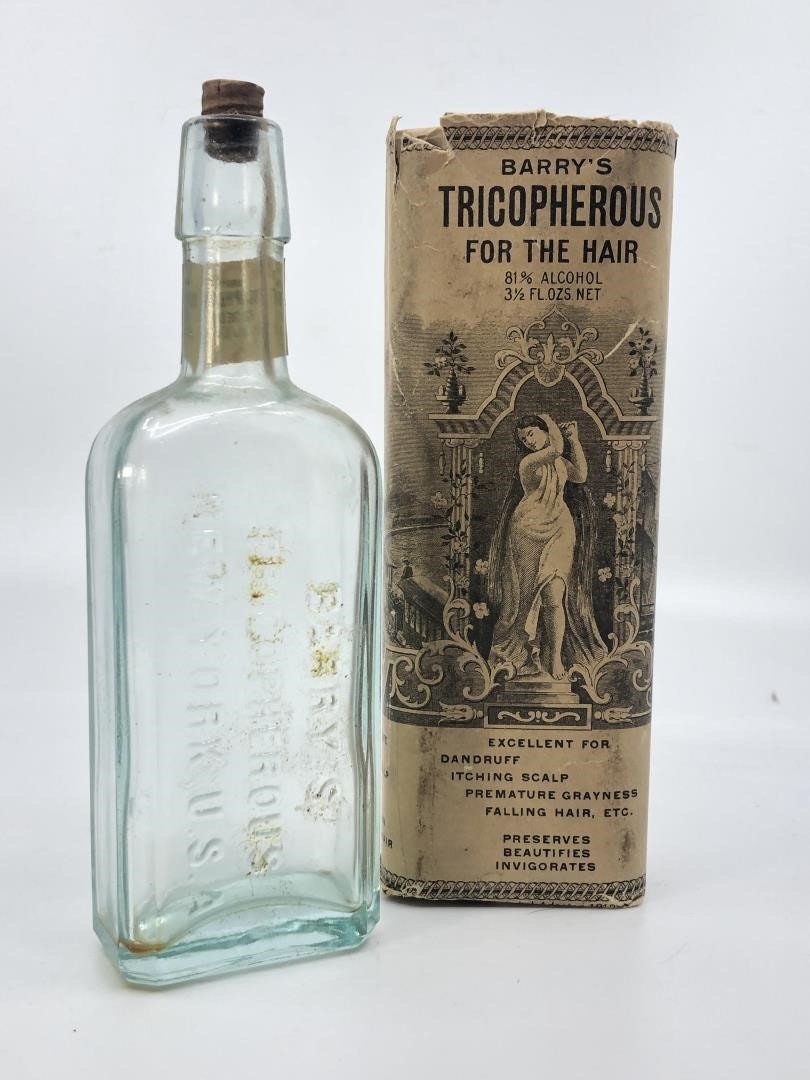 BARRY'S
TRICOPHEROUS
FOR THE HAIR
81% ALCOHOL
3½ FL.OZS. NET
EXCELLENT FOR
DANDRUFF
ITCHING SCALP
PREMATURE GRAYNESS
FALLING HAIR, ETC.
PRESERVES
BEAUTIFIES
INVIGORATES
BARRY'S
TRICOPHEROUS
NEW YORK U.S.A